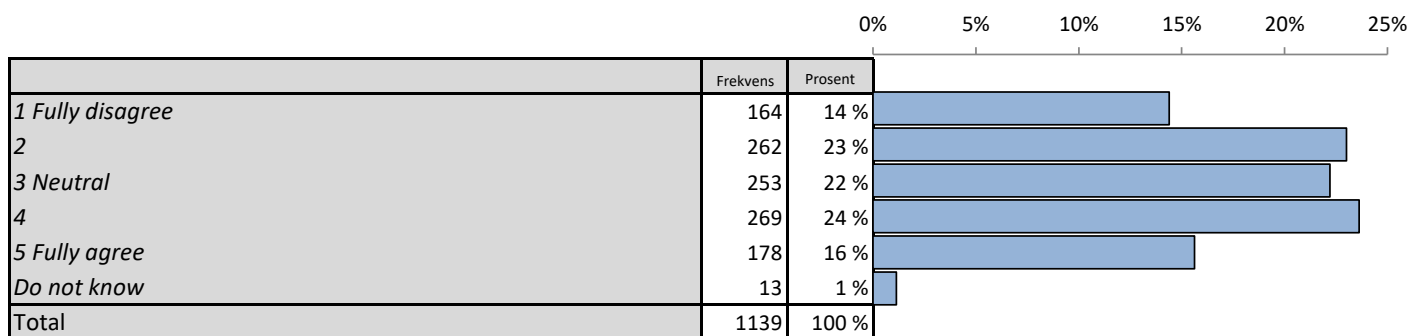 0% 5% 10% 15% 20% 25%
Frekvens Prosent
1 Fully disagree 164 14 %
2 262 23 %
3 Neutral 253 22 %
4 269 24 %
5 Fully agree 178 16 %
Do not know 13 1 %
Total 1139 100 %